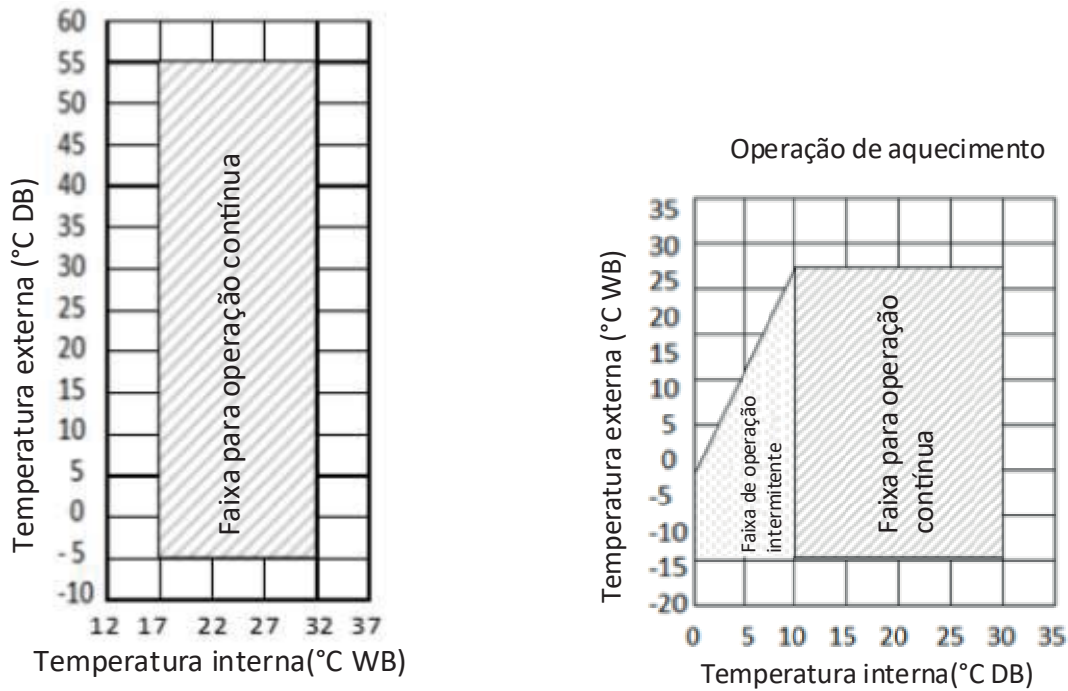 60
55
50
45
40
35
30
25
20
15
10
5
0
-5
-10
Temperatura externa (°C DB)
Faixa para operação contínua
12 17 22 27 32 37
Temperatura interna(°C WB)
Operação de aquecimento
35
30
25
20
15
10
5
0
-5
-10
-15
-20
Temperatura externa (°C WB)
Faixa de operação
intermitente
Faixa para operação
contínua
0 5 10 15 20 25 30 35
Temperatura interna(°C DB)